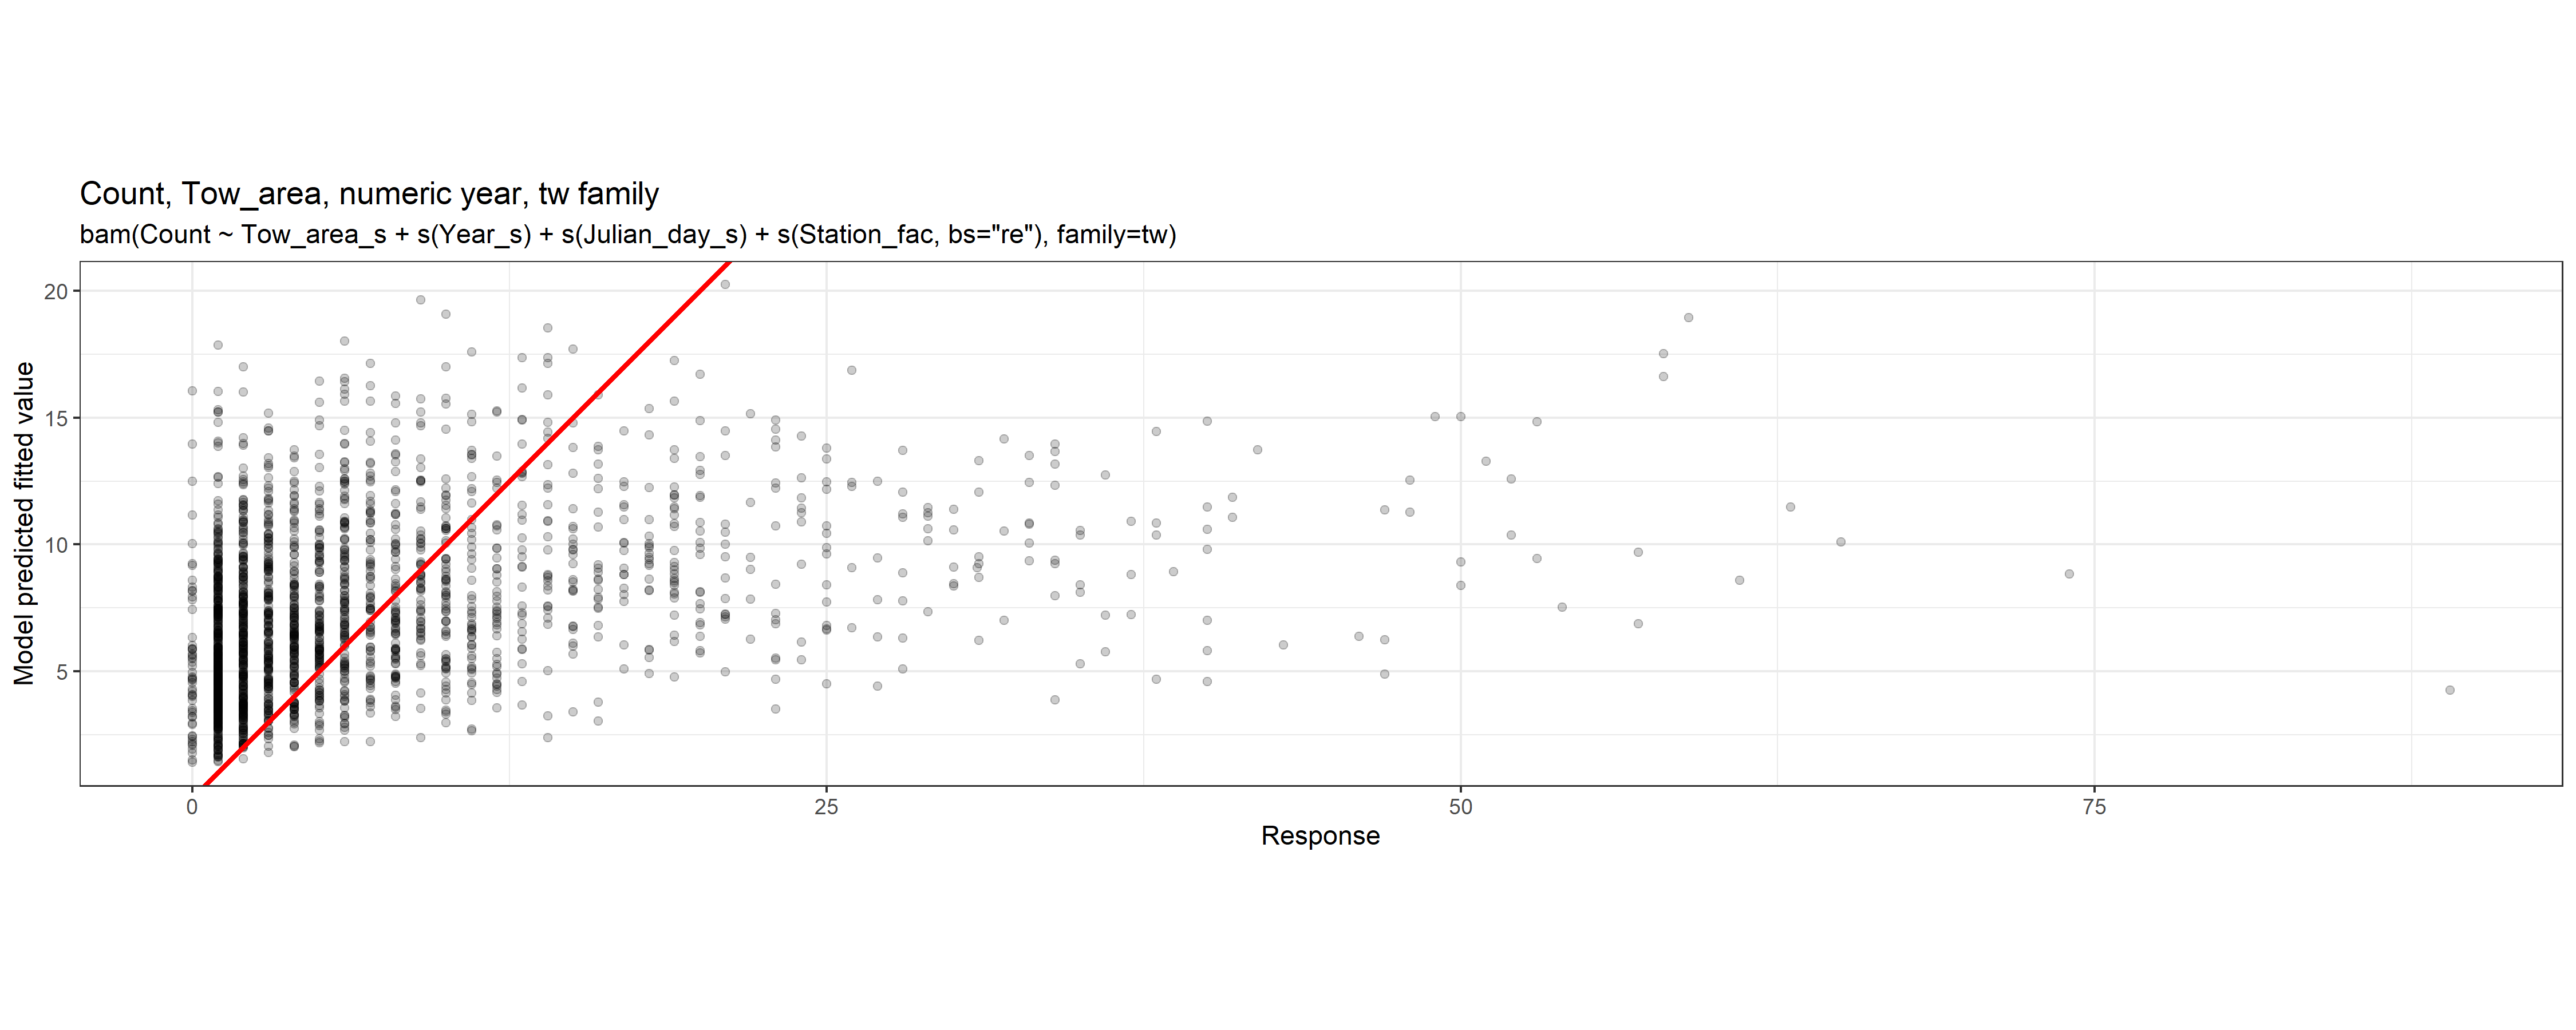 Count, Tow_area, numeric year, tw family
bam(Count ~ Tow_area_s + s(Year_s) + s(Julian_day_s) + s(Station_fac, bs="re"), family=tw)
Model predicted fitted value
20
15
10
5
0
25
50
75
Response